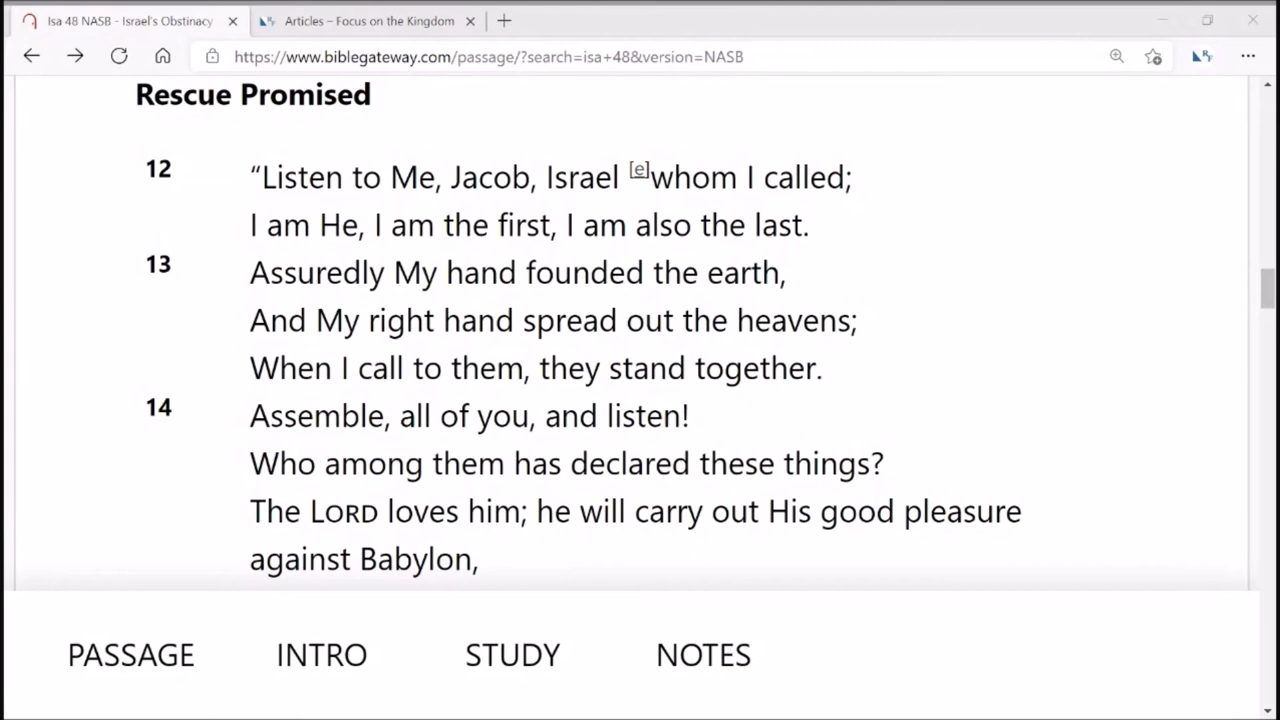 Isa 48 NASB - Israel's Obstinacy
Articles – Focus on the Kingdom
https://www.biblegateway.com/passage/?search=isa+48&version=NASB
Rescue Promised
12 “Listen to Me, Jacob, Israel [e]whom I called;
I am He, I am the first, I am also the last.
13 Assuredly My hand founded the earth,
And My right hand spread out the heavens;
When I call to them, they stand together.
14 Assemble, all of you, and listen!
Who among them has declared these things?
The LORD loves him; he will carry out His good pleasure
against Babylon,
PASSAGE INTRO STUDY NOTES